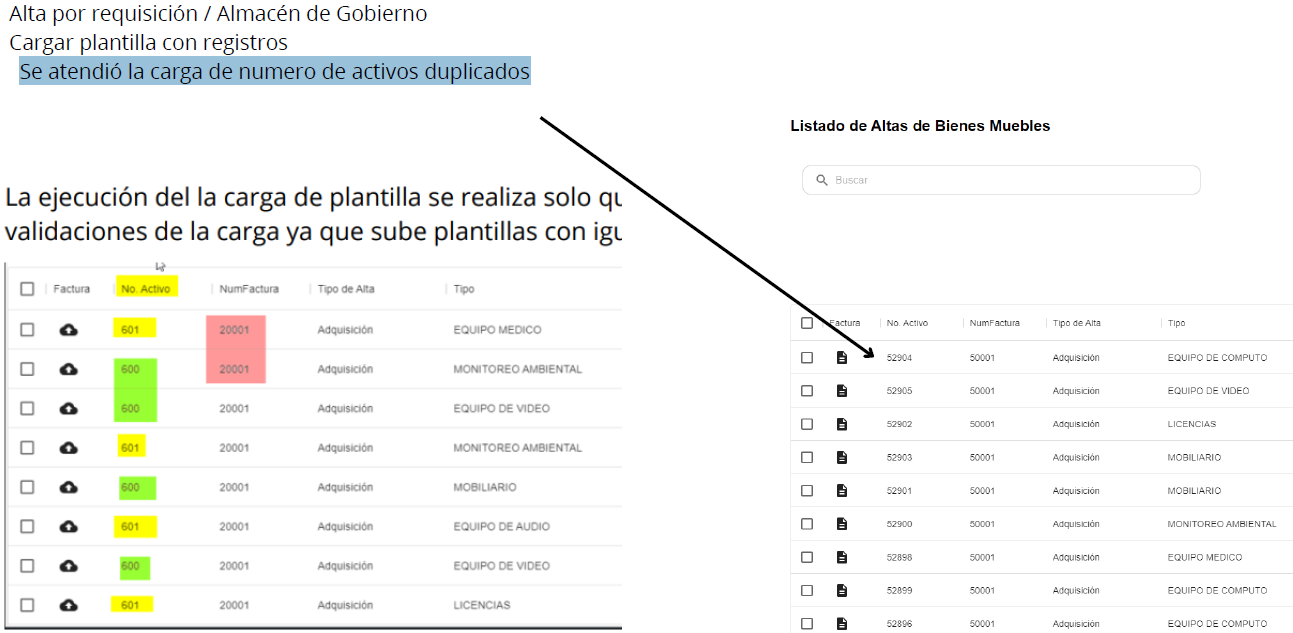 Alta por requisición / Almacén de Gobierno
Cargar plantilla con registros
Se atendió la carga de numero de activos duplicados
La ejecución del la carga de plantilla se realiza solo qu
validaciones de la carga ya que sube plantillas con igu
Factura No. Activo NumFactura Tipo de Alta Tipo
601 20001 Adquisición EQUIPO MEDICO
600 20001 Adquisición MONITOREO AMBIENTAL
600 20001 Adquisición EQUIPO DE VIDEO
601 20001 Adquisición MONITOREO AMBIENTAL
600 20001 Adquisición MOBILIARIO
601 20001 Adquisición EQUIPO DE AUDIO
600 20001 Adquisición EQUIPO DE VIDEO
601 20001 Adquisición LICENCIAS
Listado de Altas de Bienes Muebles
Buscar
Factura No. Activo NumFactura Tipo de Alta Tipo
52904 50001 Adquisición EQUIPO DE COMPUTO
52905 50001 Adquisición EQUIPO DE VIDEO
52902 50001 Adquisición LICENCIAS
52903 50001 Adquisición MOBILIARIO
52901 50001 Adquisición MOBILIARIO
52900 50001 Adquisición MONITOREO AMBIENTAL
52898 50001 Adquisición EQUIPO MEDICO
52899 50001 Adquisición EQUIPO DE COMPUTO
52896 50001 Adquisición EQUIPO DE COMPUTO